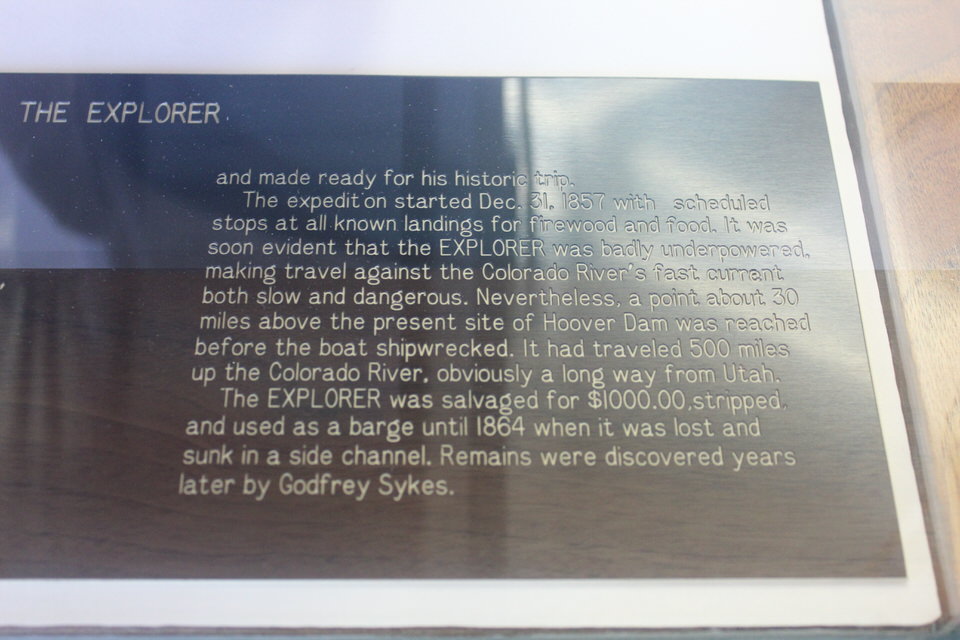 THE EXPLORER
and made ready for his historic trip.
The expedition started Dec. 31, 1857 with scheduled
stops at all known landings for firewood and food. It was
soon evident that the EXPLORER was badly underpowered,
making travel against the Colorado River's fast current
both slow and dangerous. Nevertheless, a point about 30
miles above the present site of Hoover Dam was reached
before the boat shipwrecked. It had traveled 500 miles
up the Colorado River, obviously a long way from Utah.
The EXPLORER was salvaged for $1000.00, stripped,
and used as a barge until 1864 when it was lost and
sunk in a side channel. Remains were discovered years
later by Godfrey Sykes.